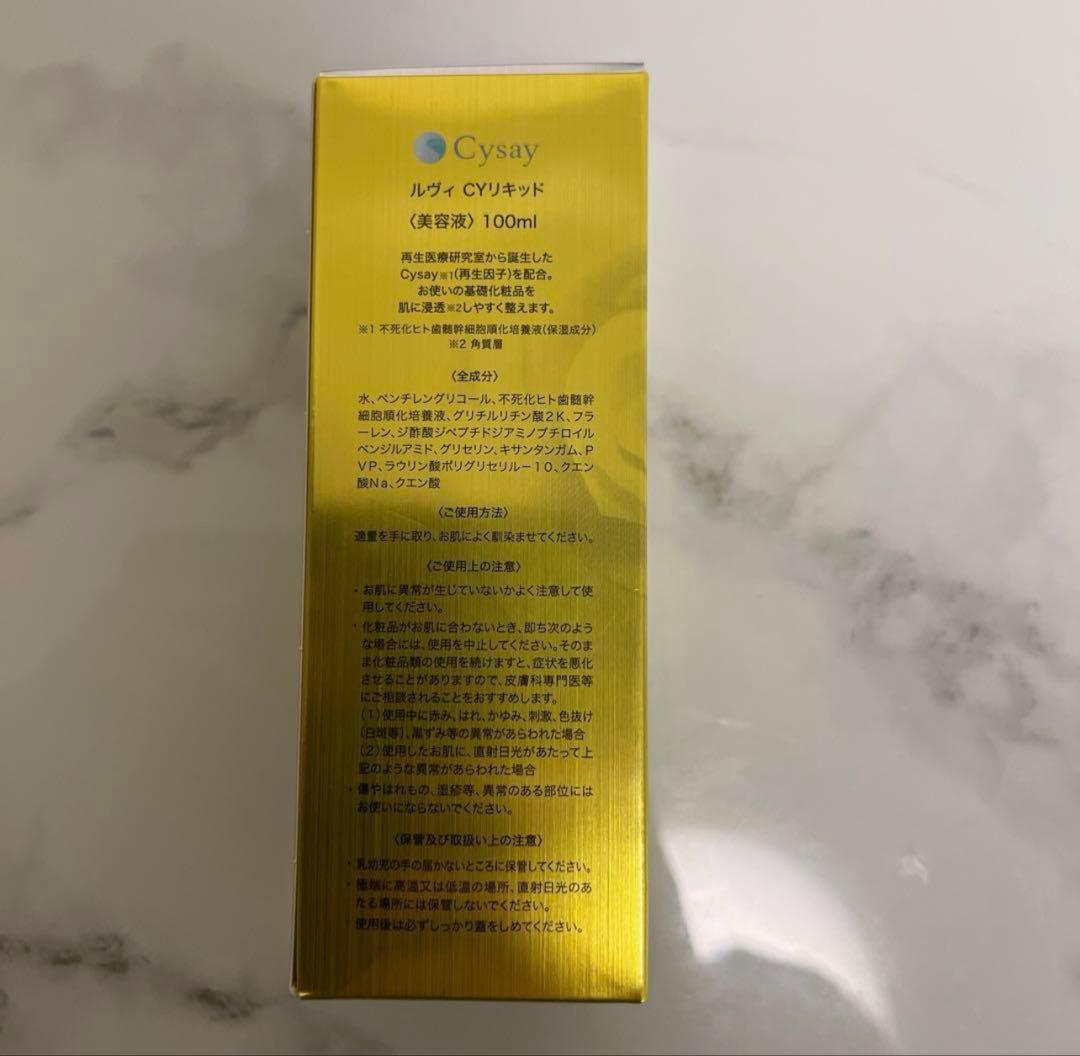 Cysay
ルヴィ CYリキッド
〈美容液〉 100ml
再生医療研究室から誕生した
Cysay※1(再生因子)を配合。
お使いの基礎化粧品を
肌に浸透※2しやすく整えます。
※1 不死化ヒト歯髄幹細胞順化培養液(保湿成分)
※2 角質層
〈全成分〉
水、ペンチレングリコール、不死化ヒト歯髄幹
細胞順化培養液、グリチルリチン酸2K、フラ
ーレン、ジ酢酸ジペプチドジアミノブチロイル
ベンジルアミド、グリセリン、キサンタンガム、P
VP、ラウリン酸ポリグリセリル－10、クエン
酸Na、クエン酸
〈ご使用方法〉
適量を手に取り、お肌によく馴染ませてください。
〈ご使用上の注意〉
・お肌に異常が生じていないかよく注意して使
用してください。
・化粧品がお肌に合わないとき、即ち次のよう
な場合には、使用を中止してください。そのま
ま化粧品類の使用を続けますと、症状を悪化
させることがありますので、皮膚科専門医等
にご相談されることをおすすめします。
(1)使用中に赤み、はれ、かゆみ、刺激、色抜け
(白斑等)、黒ずみ等の異常があらわれた場合
(2)使用したお肌に、直射日光があたって上
記のような異常があらわれた場合
・傷やはれもの、湿疹等、異常のある部位には
お使いにならないでください。
〈保管及び取扱い上の注意〉
・乳幼児の手の届かないところに保管してください。
・極端に高温又は低温の場所、直射日光のあ
たる場所には保管しないでください。
・使用後は必ずしっかり蓋をしめてください。